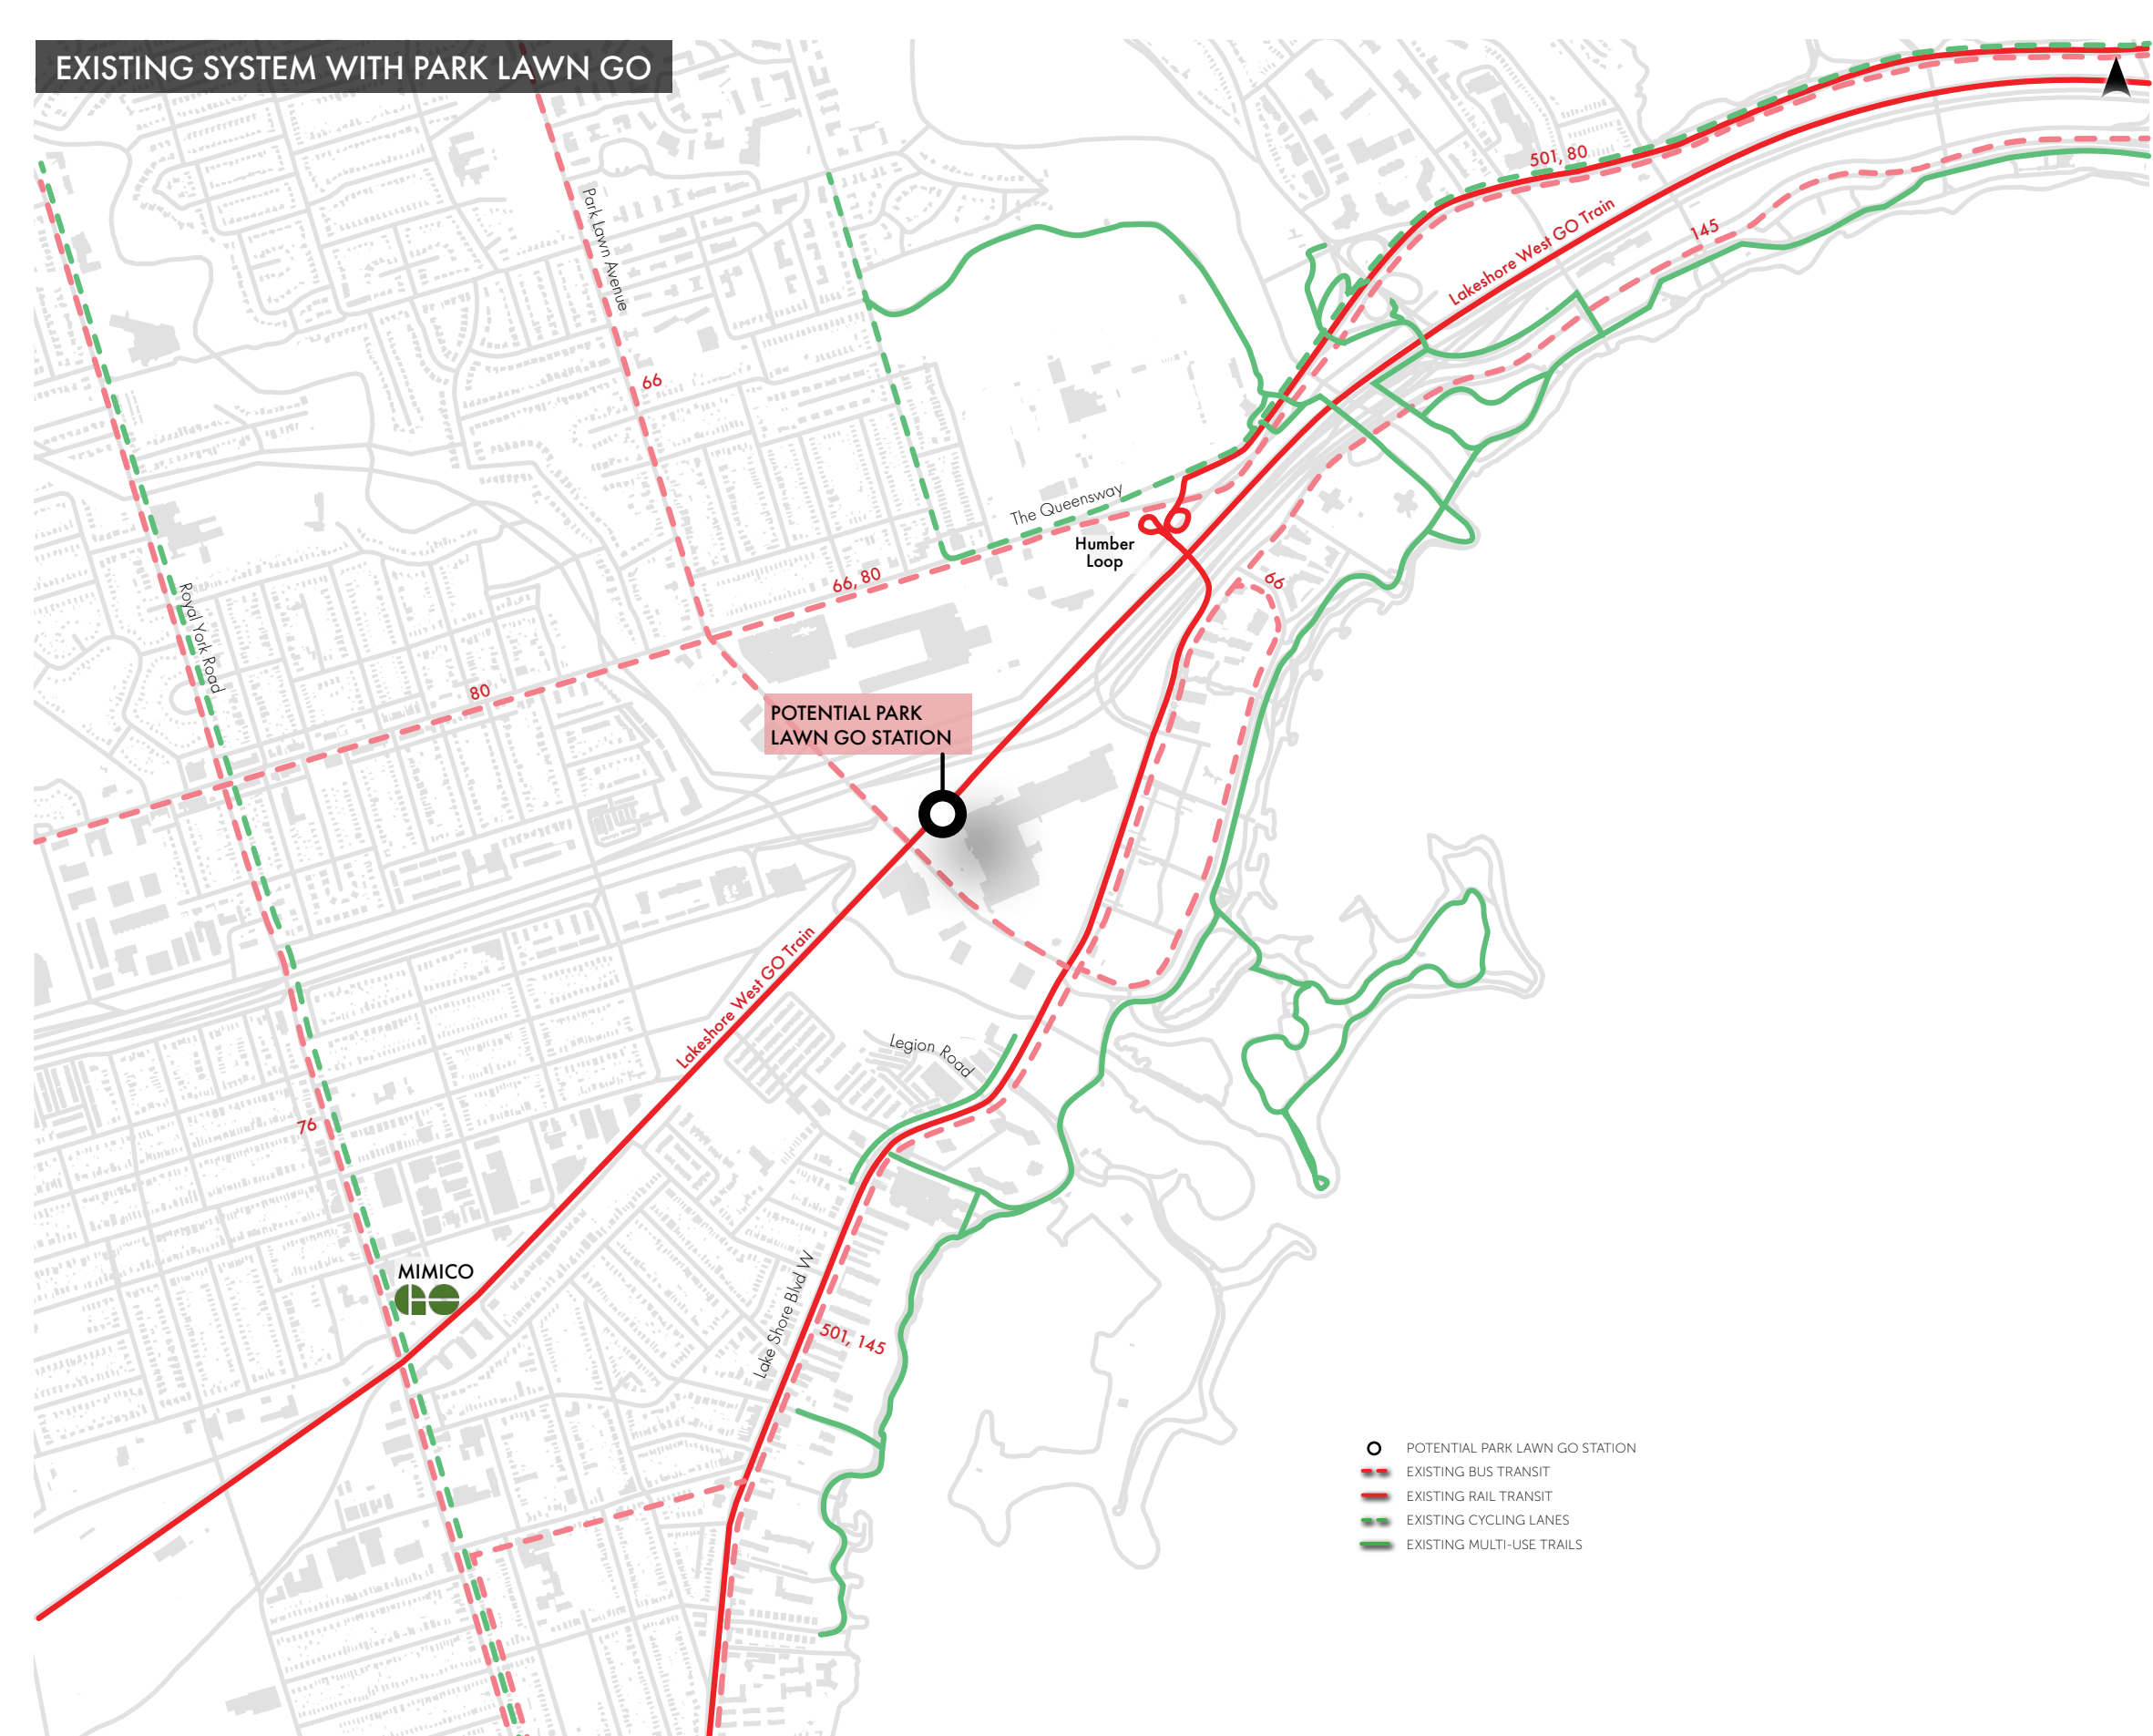 EXISTING SYSTEM WITH PARK LAWN GO
501, 80
Park Lawn Avenue
Lakeshore West GO Train
145
66
The Queensway
Humber
Loop
66, 80
66
Royal York Road
80
POTENTIAL PARK
LAWN GO STATION
Lakeshore West GO Train
Legion Road
76
MIMICO
GO
Lake Shore Blvd W
501, 145
POTENTIAL PARK LAWN GO STATION
EXISTING BUS TRANSIT
EXISTING RAIL TRANSIT
EXISTING CYCLING LANES
EXISTING MULTI-USE TRAILS